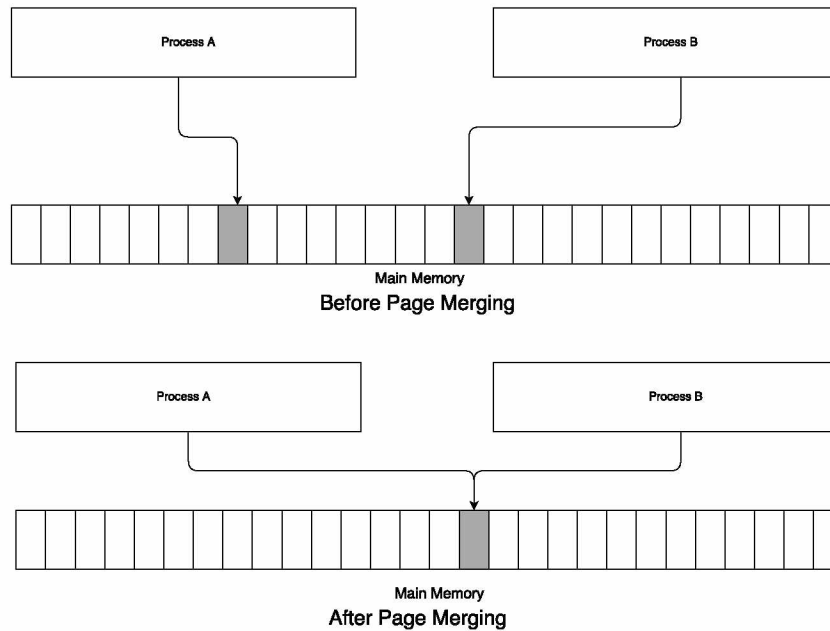 Process A
Process B
Main Memory
Before Page Merging
Process A
Process B
Main Memory
After Page Merging